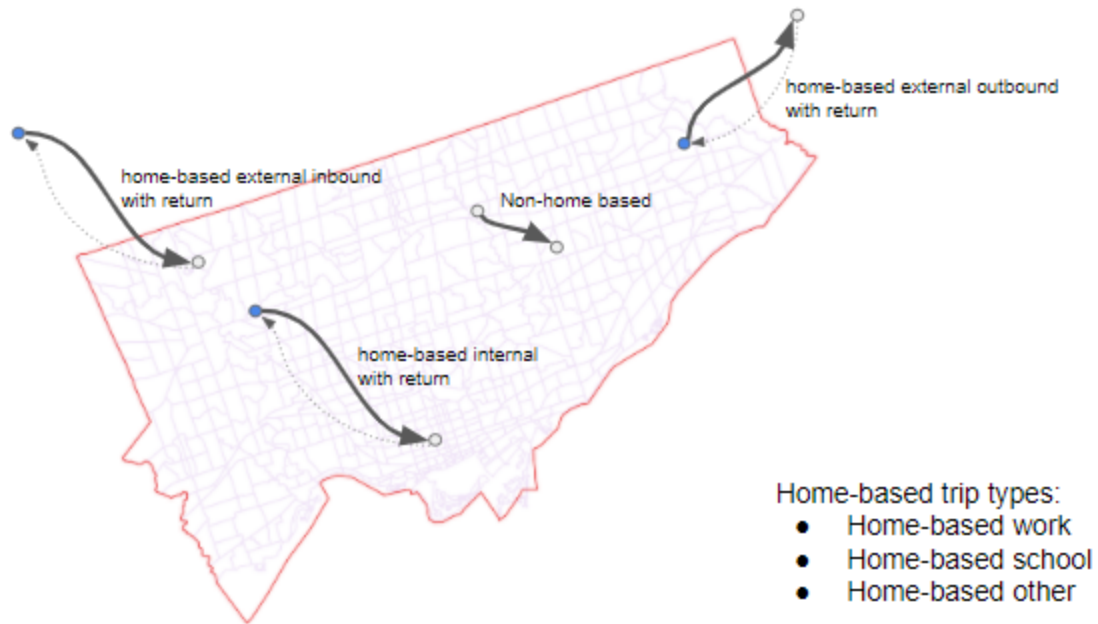 home-based external outbound
with return
home-based external inbound
with return
Non-home based
home-based internal
with return
Home-based trip types:
● Home-based work
● Home-based school
● Home-based other